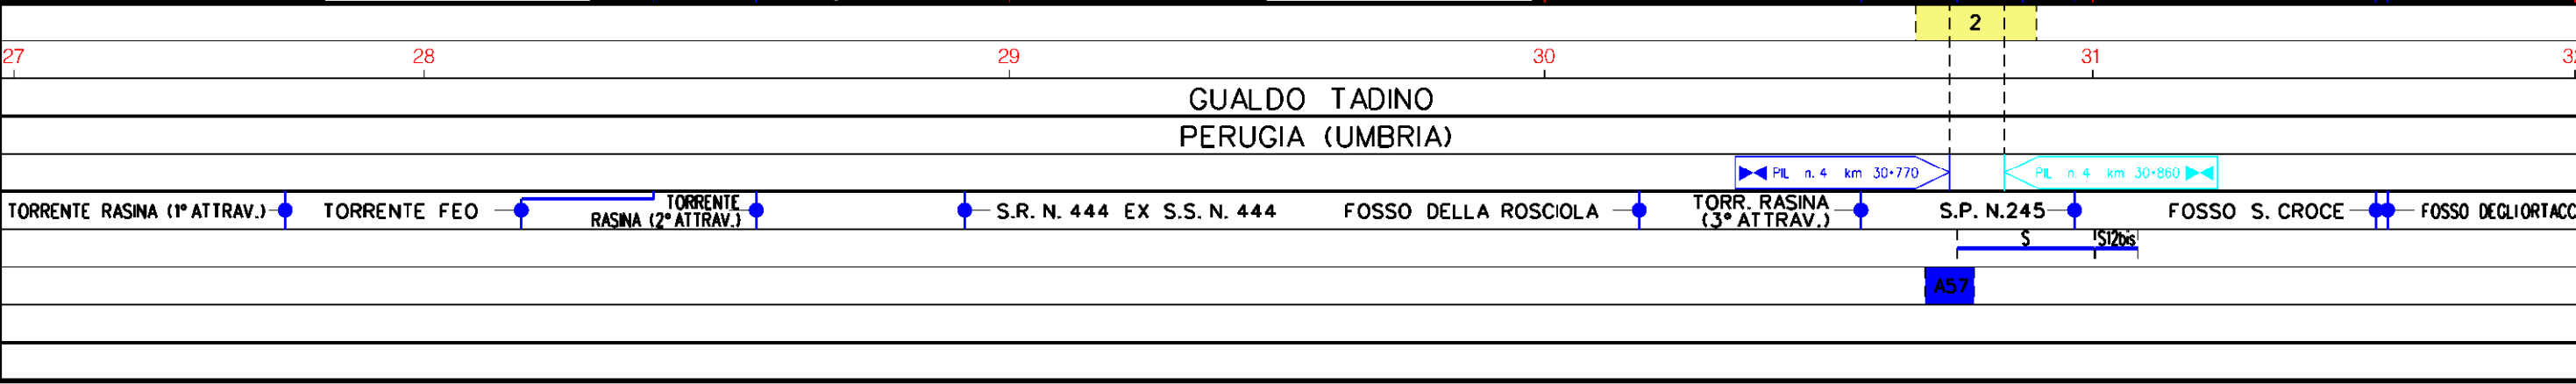 2
27 28 29 30 31
GUALDO TADINO
PERUGIA (UMBRIA)
PIL n. 4 km 30+770
PIL n. 4 km 30+860
TORRENTE RASINA (1° ATTRAV.)
TORRENTE FEO
TORRENTE
RASINA (2° ATTRAV.)
S.R. N. 444 EX S.S. N. 444
FOSSO DELLA ROSCIOLA
TORR. RASINA
(3° ATTRAV.)
S.P. N.245
FOSSO S. CROCE
FOSSO DEGLI ORTACC
S S12bis
A57